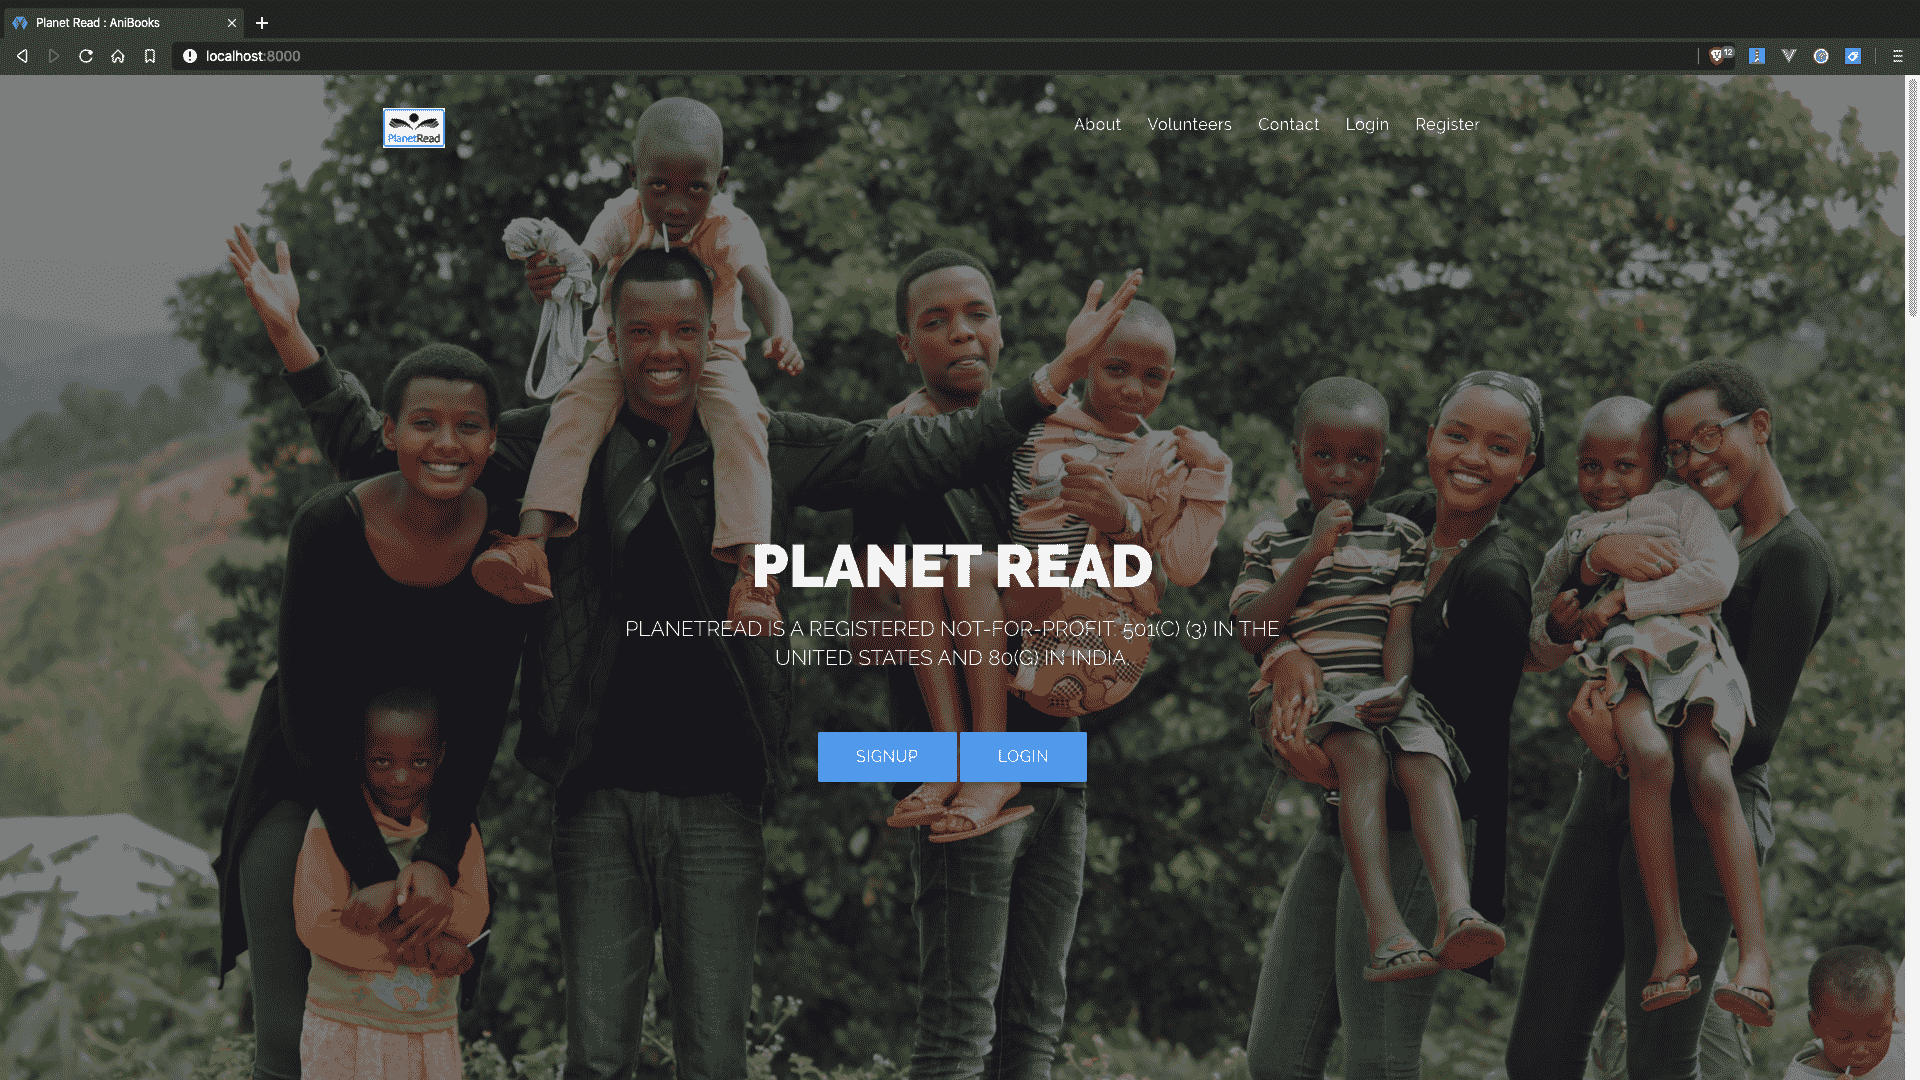 Planet Read : AniBooks
localhost:8000
12
PlanetRead
About Volunteers Contact Login Register
PLANET READ
PLANETREAD IS A REGISTERED NOT-FOR-PROFIT: 501(C) (3) IN THE
UNITED STATES AND 80(G) IN INDIA.
SIGNUP LOGIN